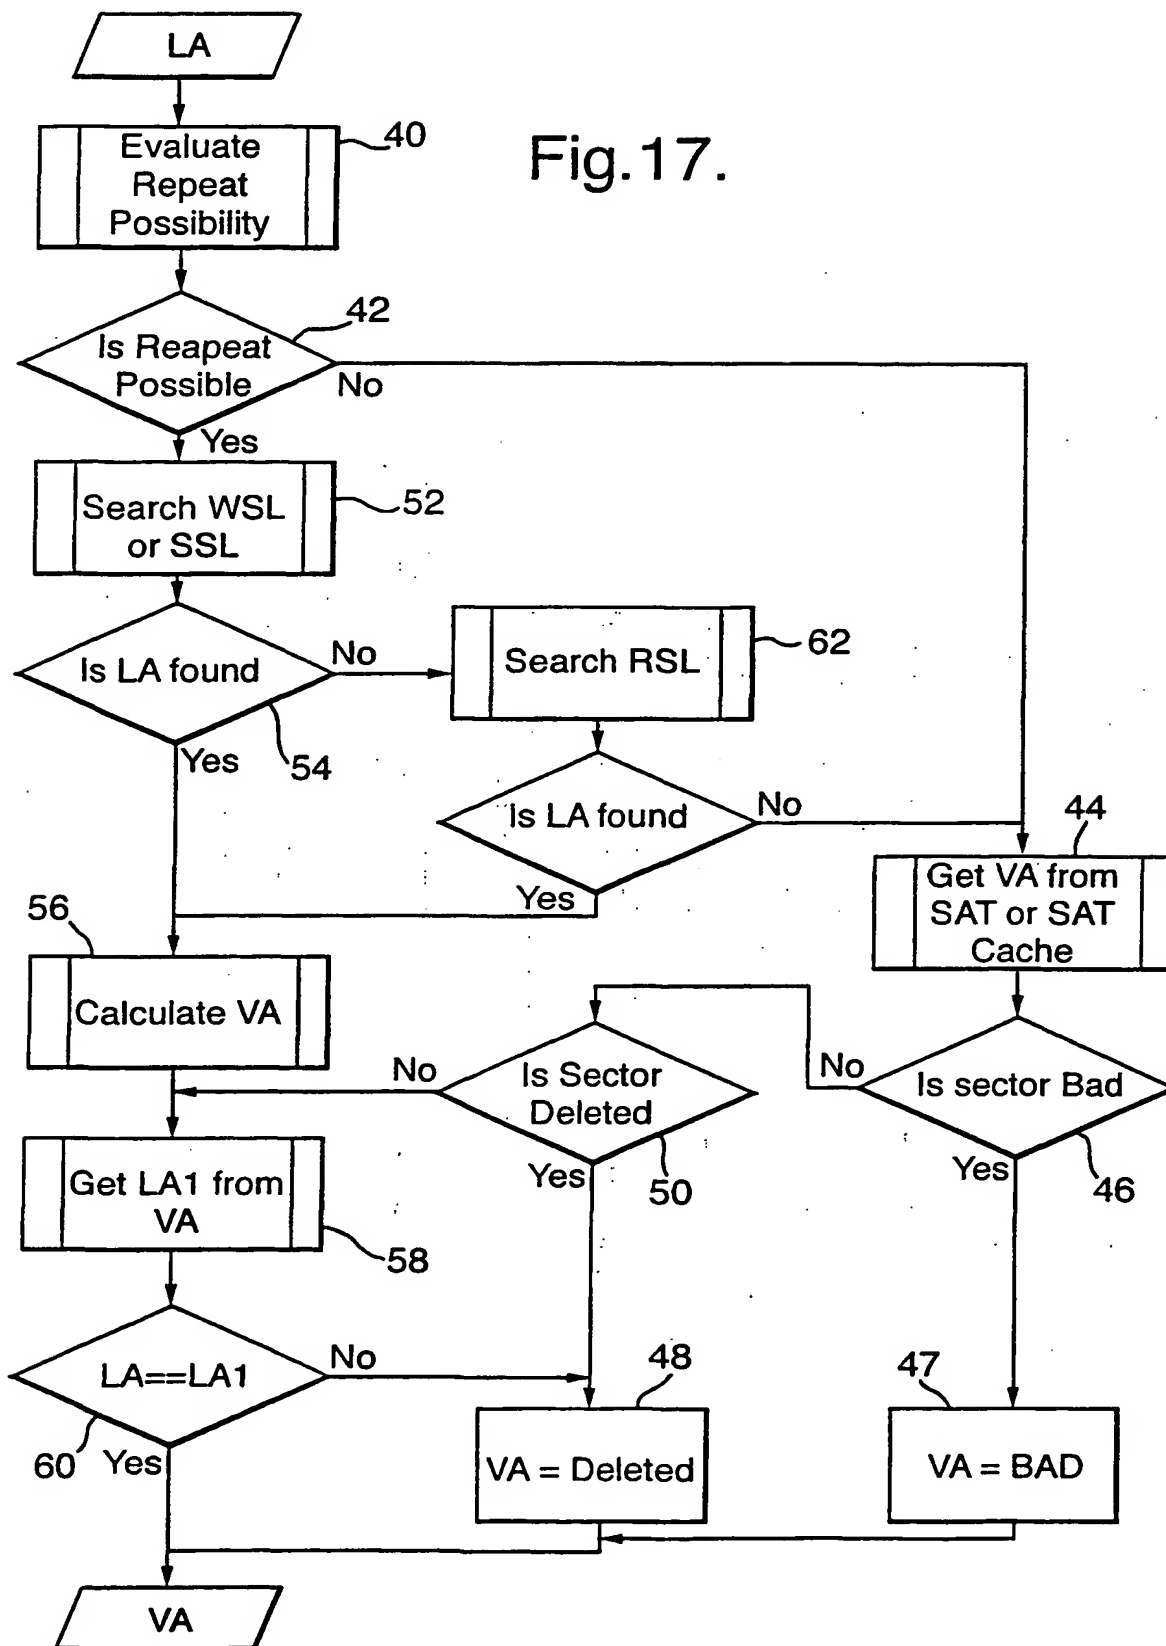 LA
Fig.17.
Evaluate
Repeat
Possibility
40
42
Is Reapeat
Possible
No
Yes
Search WSL
or SSL
52
Is LA found
No
Yes
54
Search RSL
62
Is LA found
No
Yes
44
Get VA from
SAT or SAT
Cache
56
Calculate VA
No
Is Sector
Deleted
Yes
50
No
Is sector Bad
Yes
46
Get LA1 from
VA
58
LA==LA1
No
60
Yes
48
VA = Deleted
47
VA = BAD
VA